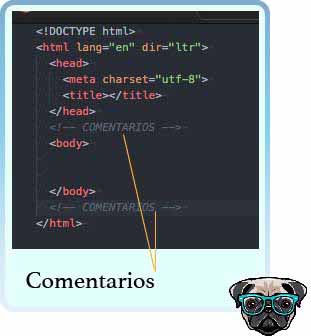 <!DOCTYPE html>
<html lang="en" dir="ltr">
<head>
<meta charset="utf-8">
<title></title>
</head>
<!-- COMENTARIOS -->
<body>
</body>
<!-- COMENTARIOS -->
</html>
Comentarios